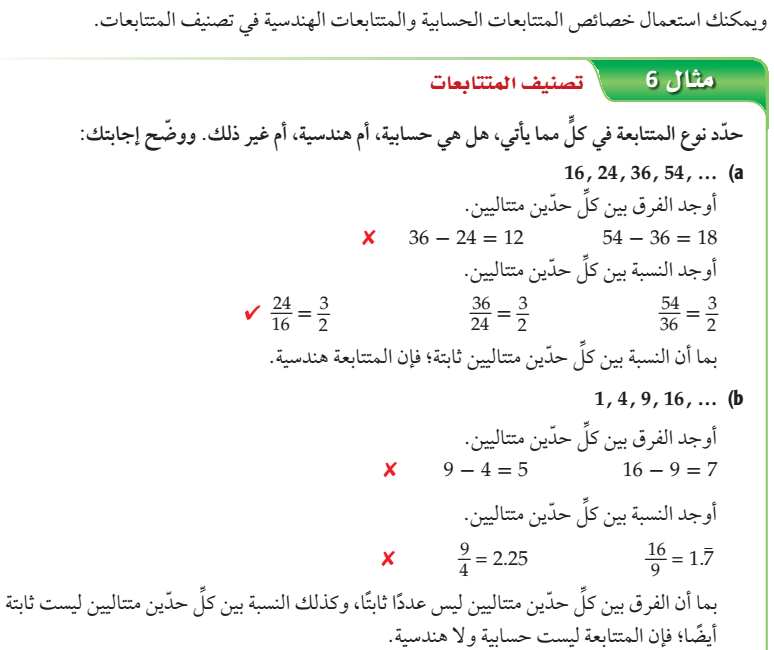 ويمكنك استعمال خصائص المتتابعات الحسابية والمتتابعات الهندسية في تصنيف المتتابعات.
مثال 6 تصنيف المتتابعات
حدّد نوع المتتابعة في كلٍّ مما يأتي، هل هي حسابية، أم هندسية، أم غير ذلك. ووضّح إجابتك:
(a 16, 24, 36, 54, …
أوجد الفرق بين كلِّ حدّين متتاليين.
54 − 36 = 18 36 − 24 = 12 ✘
أوجد النسبة بين كلِّ حدّين متتاليين.
54/36 = 3/2 36/24 = 3/2 24/16 = 3/2 ✔
بما أن النسبة بين كلِّ حدّين متتاليين ثابتة؛ فإن المتتابعة هندسية.
(b 1, 4, 9, 16, …
أوجد الفرق بين كلِّ حدّين متتاليين.
16 − 9 = 7 9 − 4 = 5 ✘
أوجد النسبة بين كلِّ حدّين متتاليين.
16/9 = 1.7̅ 9/4 = 2.25 ✘
بما أن الفرق بين كلِّ حدّين متتاليين ليس عددًا ثابتًا، وكذلك النسبة بين كلِّ حدّين متتاليين ليست ثابتة
أيضًا؛ فإن المتتابعة ليست حسابية ولا هندسية.